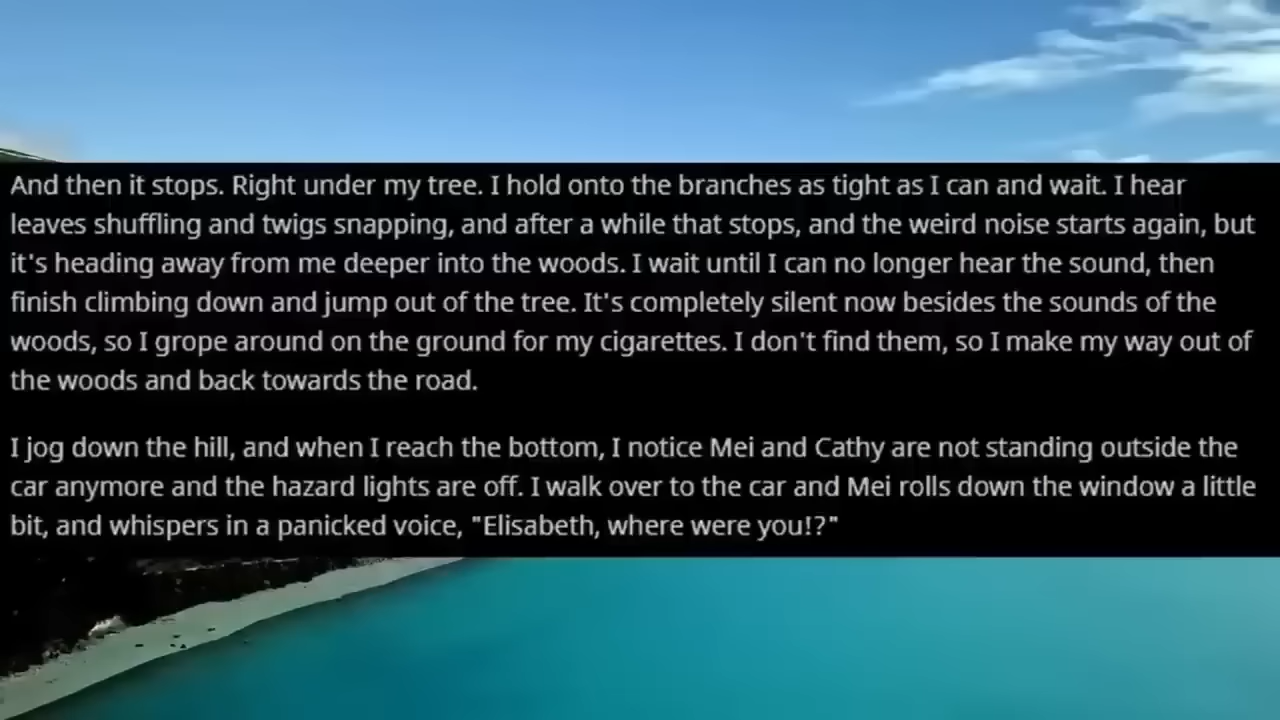 And then it stops. Right under my tree. I hold onto the branches as tight as I can and wait. I hear
leaves shuffling and twigs snapping, and after a while that stops, and the weird noise starts again, but
it's heading away from me deeper into the woods. I wait until I can no longer hear the sound, then
finish climbing down and jump out of the tree. It's completely silent now besides the sounds of the
woods, so I grope around on the ground for my cigarettes. I don't find them, so I make my way out of
the woods and back towards the road.
I jog down the hill, and when I reach the bottom, I notice Mei and Cathy are not standing outside the
car anymore and the hazard lights are off. I walk over to the car and Mei rolls down the window a little
bit, and whispers in a panicked voice, "Elisabeth, where were you!?"